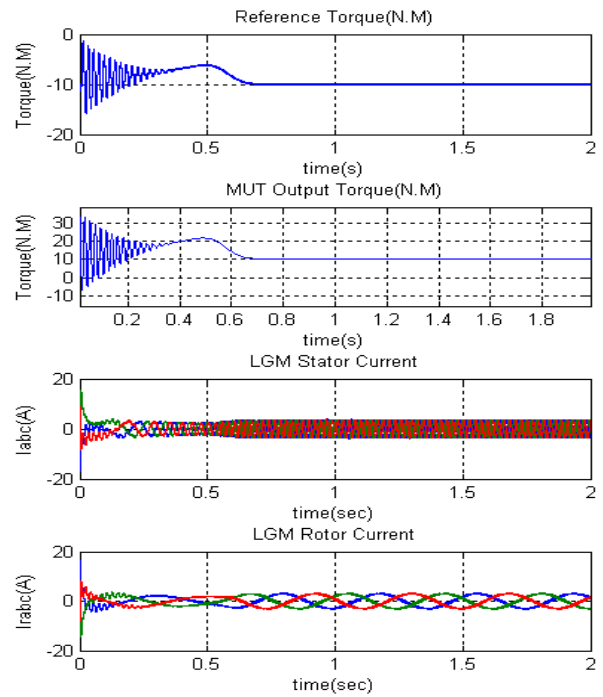 Reference Torque(N.M)
Torque(N.M)
0
-10
-20
0 0.5 1 1.5 2
time(s)
MUT Output Torque(N.M)
Torque(N.M)
30
20
10
0
-10
0.2 0.4 0.6 0.8 1 1.2 1.4 1.6 1.8
time(s)
LGM Stator Current
Iabc(A)
20
0
-20
0 0.5 1 1.5 2
time(sec)
LGM Rotor Current
Irabc(A)
20
0
-20
0 0.5 1 1.5 2
time(sec)